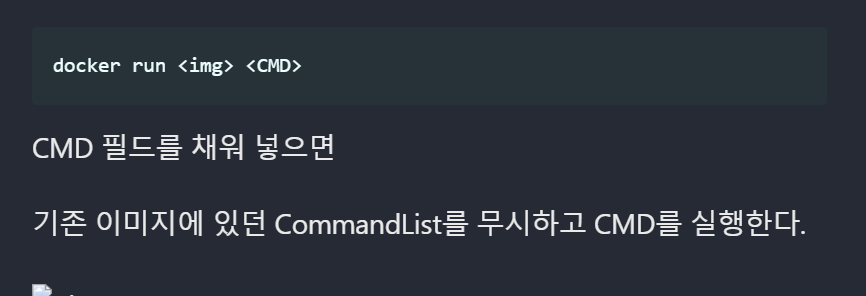 docker run <img> <CMD>
CMD 필드를 채워 넣으면
기존 이미지에 있던 CommandList를 무시하고 CMD를 실행한다.